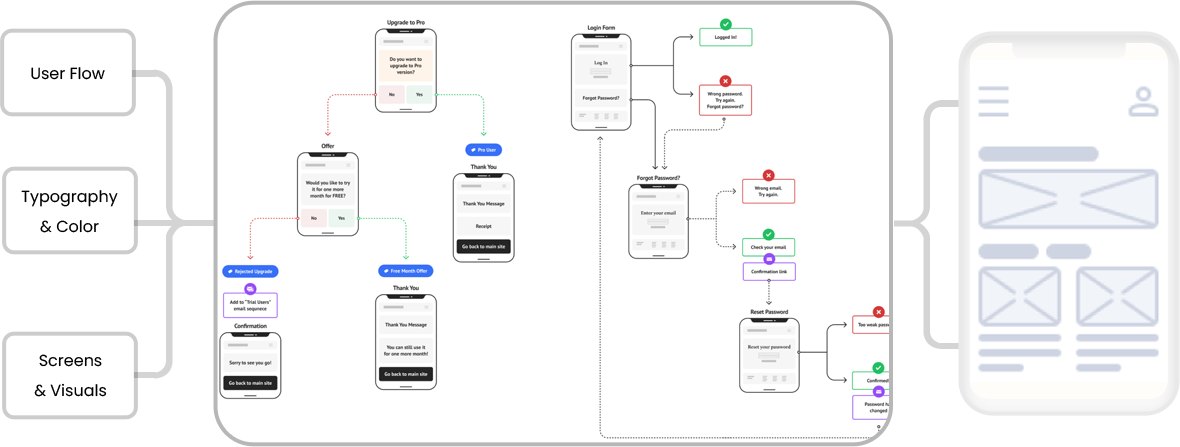 User Flow
Typography
& Color
Screens
& Visuals
Upgrade to Pro
Do you want to
upgrade to Pro
version?
No
Yes
Offer
Would you like to try
it for one more
month for FREE?
No
Yes
Pro User
Thank You
Thank You Message
Receipt
Go back to main site
Rejected Upgrade
Add to "Trial Users"
email sequnece
Confirmation
Sorry to see you go!
Go back to main site
Free Month Offer
Thank You
Thank You Message
You can still use it
for one more month!
Go back to main site
Login Form
Log In
Forgot Password?
Logged In!
Wrong password.
Try again.
Forgot password?
Forgot Password?
Enter your email
Wrong email.
Try again.
Check your email
Confirmation link
Reset Password
Reset your password
Too weak pass
Confirmed
Password h
changed